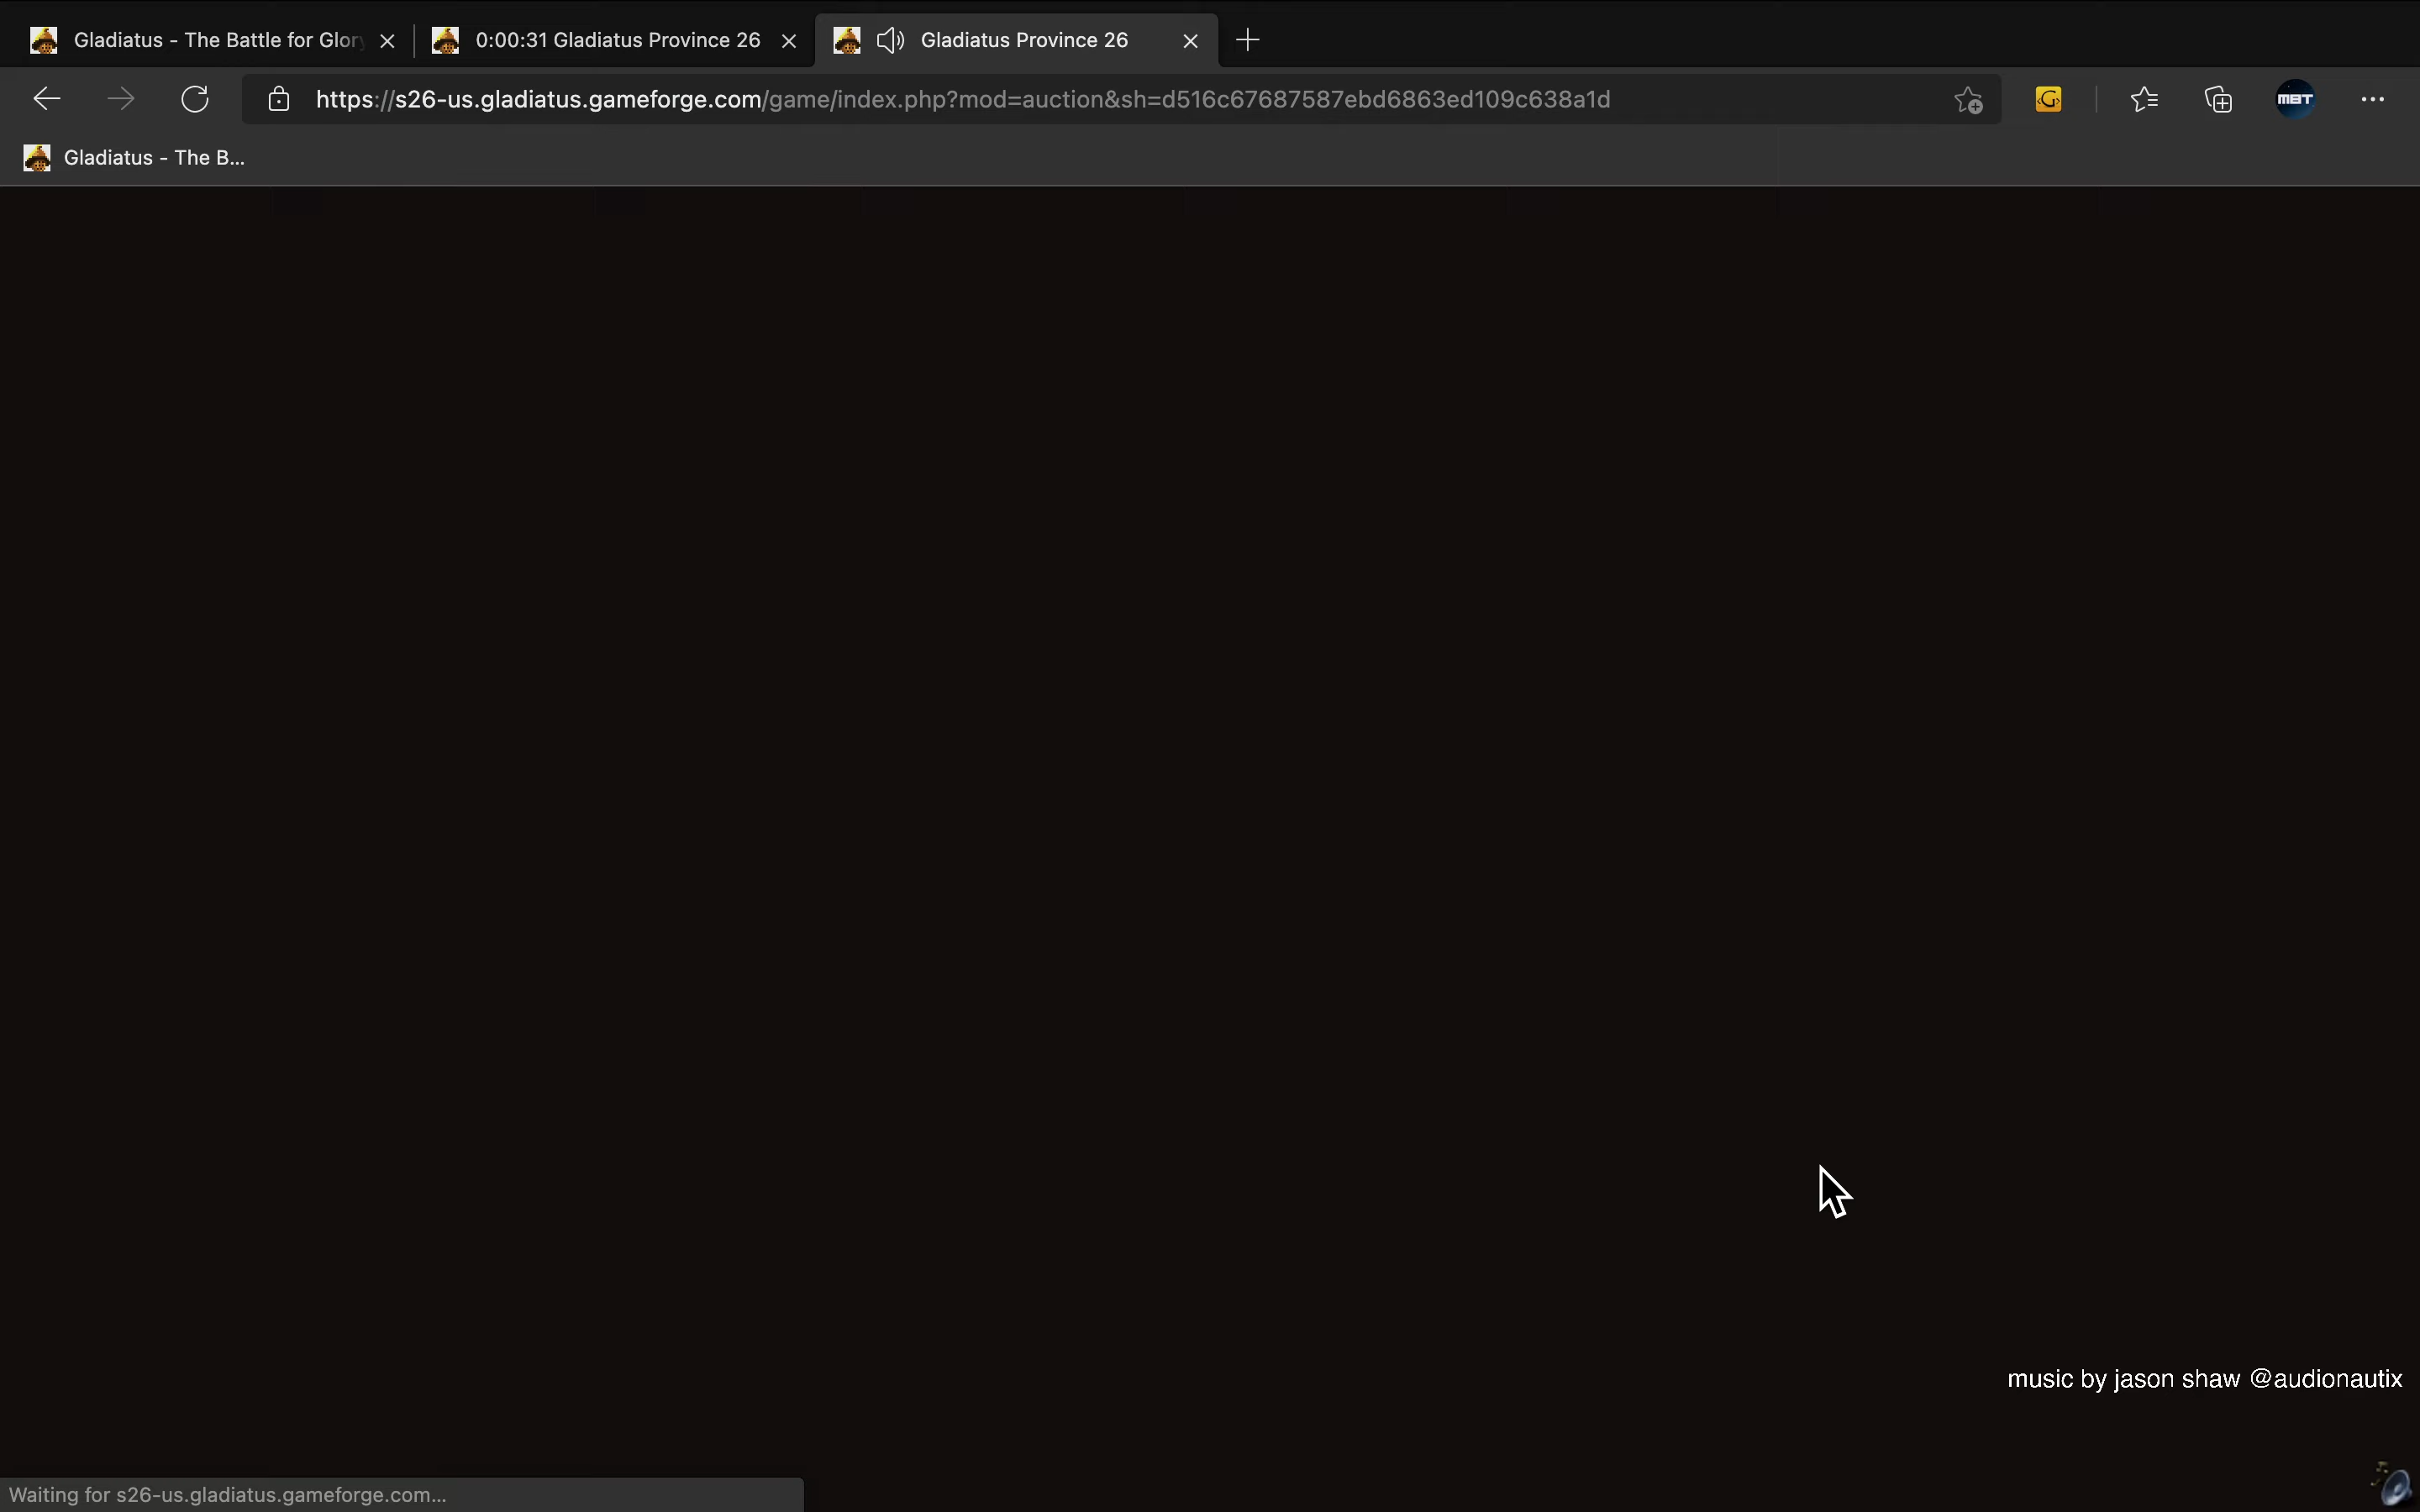 Gladiatus - The Battle for Glory
0:00:31 Gladiatus Province 26
Gladiatus Province 26
https://s26-us.gladiatus.gameforge.com/game/index.php?mod=auction&sh=d516c67687587ebd6863ed109c638a1d
G
MBT
Gladiatus - The B...
music by jason shaw @audionautix
Waiting for s26-us.gladiatus.gameforge.com...